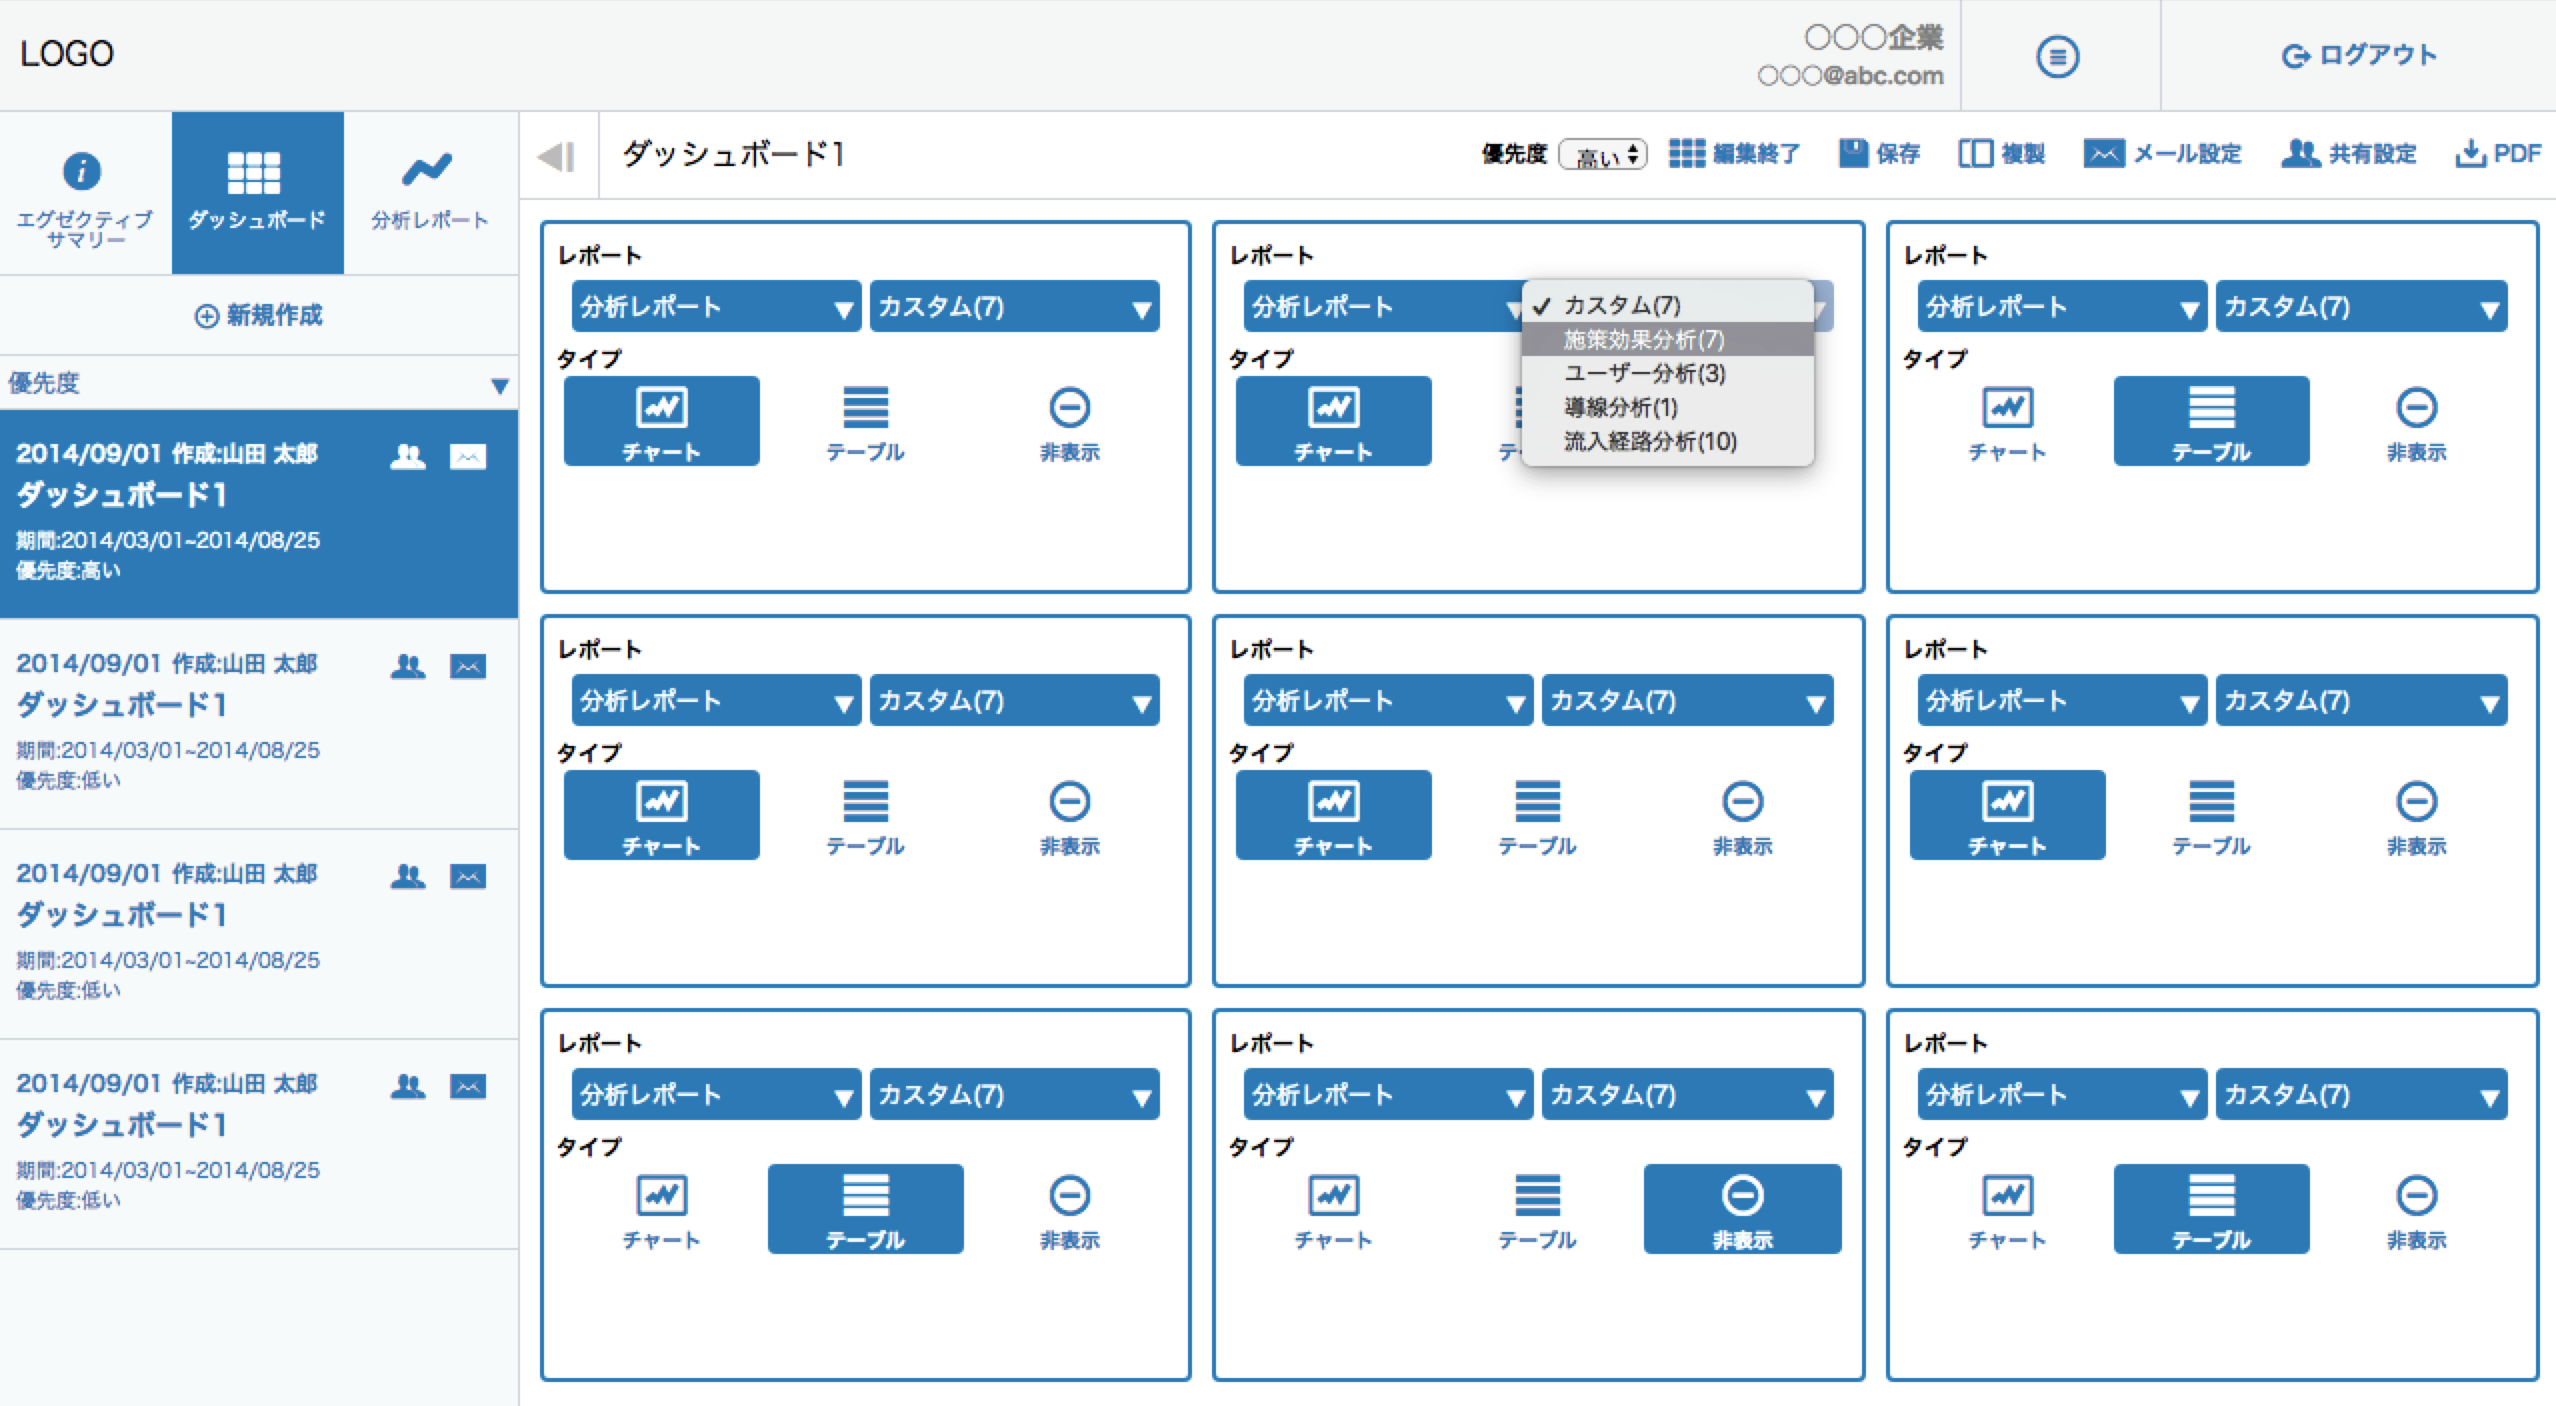 LOGO
○○○企業
○○○@abc.com
ログアウト
エグゼクティブ
サマリー
ダッシュボード
分析レポート
新規作成
優先度
2014/09/01 作成:山田 太郎
ダッシュボード1
期間:2014/03/01~2014/08/25
優先度:高い
2014/09/01 作成:山田 太郎
ダッシュボード1
期間:2014/03/01~2014/08/25
優先度:低い
2014/09/01 作成:山田 太郎
ダッシュボード1
期間:2014/03/01~2014/08/25
優先度:低い
2014/09/01 作成:山田 太郎
ダッシュボード1
期間:2014/03/01~2014/08/25
優先度:低い
ダッシュボード1
優先度 高い 編集終了 保存 複製 メール設定 共有設定 PDF
レポート
分析レポート カスタム(7)
タイプ
チャート テーブル 非表示
レポート
分析レポート
✓ カスタム(7)
施策効果分析(7)
ユーザー分析(3)
導線分析(1)
流入経路分析(10)
タイプ
チャート テ
レポート
分析レポート カスタム(7)
タイプ
チャート テーブル 非表示
レポート
分析レポート カスタム(7)
タイプ
チャート テーブル 非表示
レポート
分析レポート カスタム(7)
タイプ
チャート テーブル 非表示
レポート
分析レポート カスタム(7)
タイプ
チャート テーブル 非表示
レポート
分析レポート カスタム(7)
タイプ
チャート テーブル 非表示
レポート
分析レポート カスタム(7)
タイプ
チャート テーブル 非表示
レポート
分析レポート カスタム(7)
タイプ
チャート テーブル 非表示